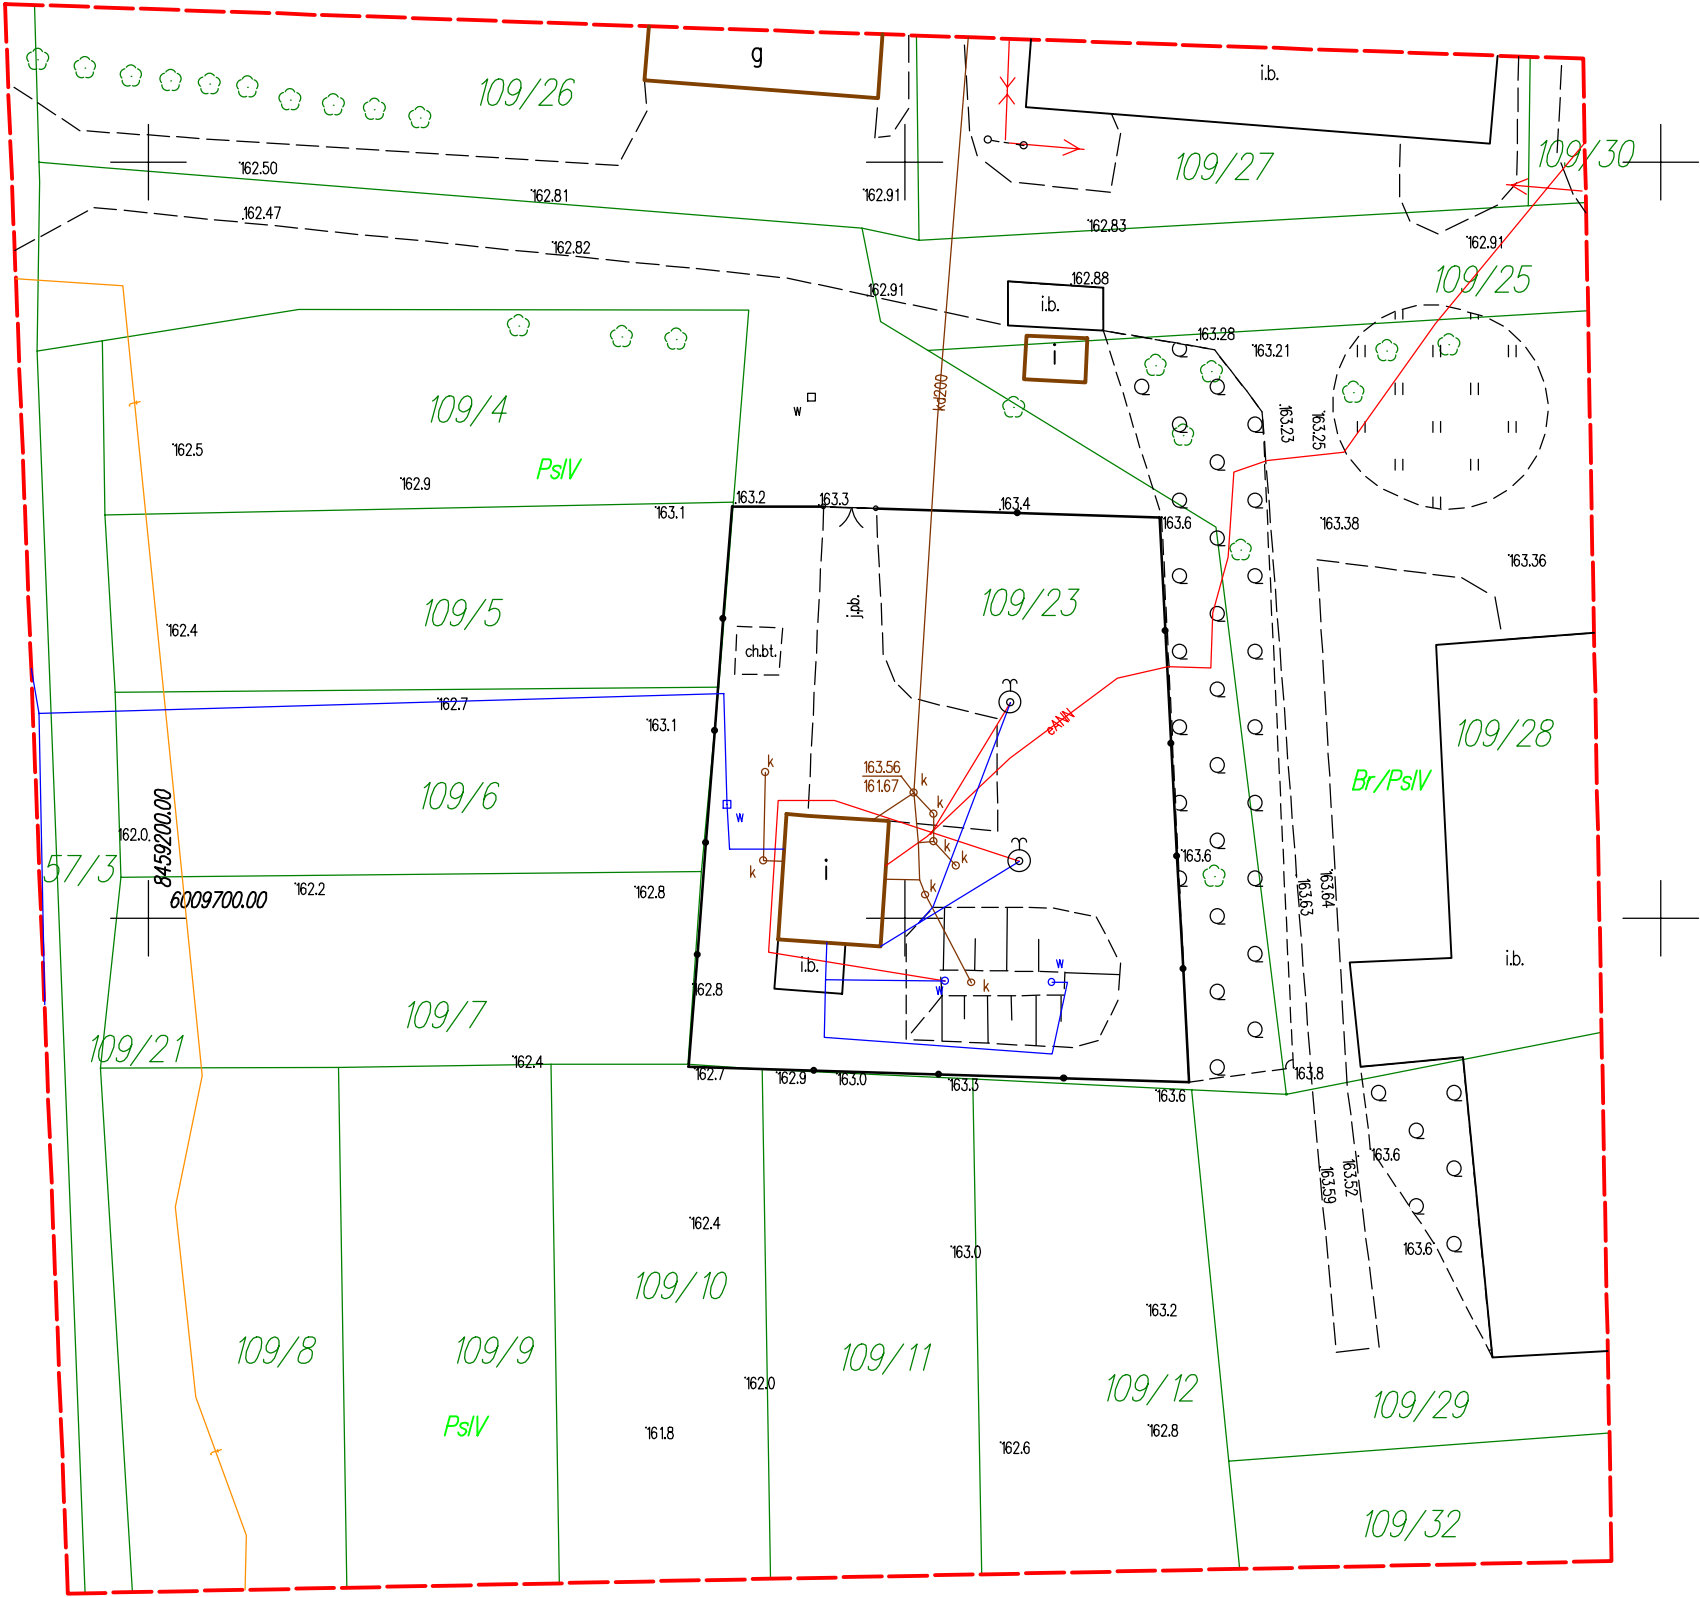 g
i.b.
109/26
109/27
109/30
162.50
162.81
162.91
162.47
162.82
162.83
162.91
109/25
162.91
162.88
i.b.
163.28
163.21
i
kd200
109/4
w
163.23
163.25
162.5
PsIV
162.9
163.2
163.3
163.4
163.1
163.6
163.38
163.36
109/5
j.pb.
109/23
162.4
ch.bt.
162.7
163.1
eANN
109/28
k
163.56
161.67
k
k
Br/PsIV
109/6
w
162.0
8459200.00
57/3
k
k
k
163.6
i
6009700.00
162.2
162.8
k
163.63
163.64
i.b.
w
i.b.
162.8
w
k
109/7
109/21
162.4
162.7
162.9
163.0
163.3
163.6
163.8
163.6
163.59
163.52
162.4
163.0
163.6
109/10
163.2
109/8
109/9
109/11
162.0
109/12
109/29
PsIV
161.8
162.6
162.8
109/32